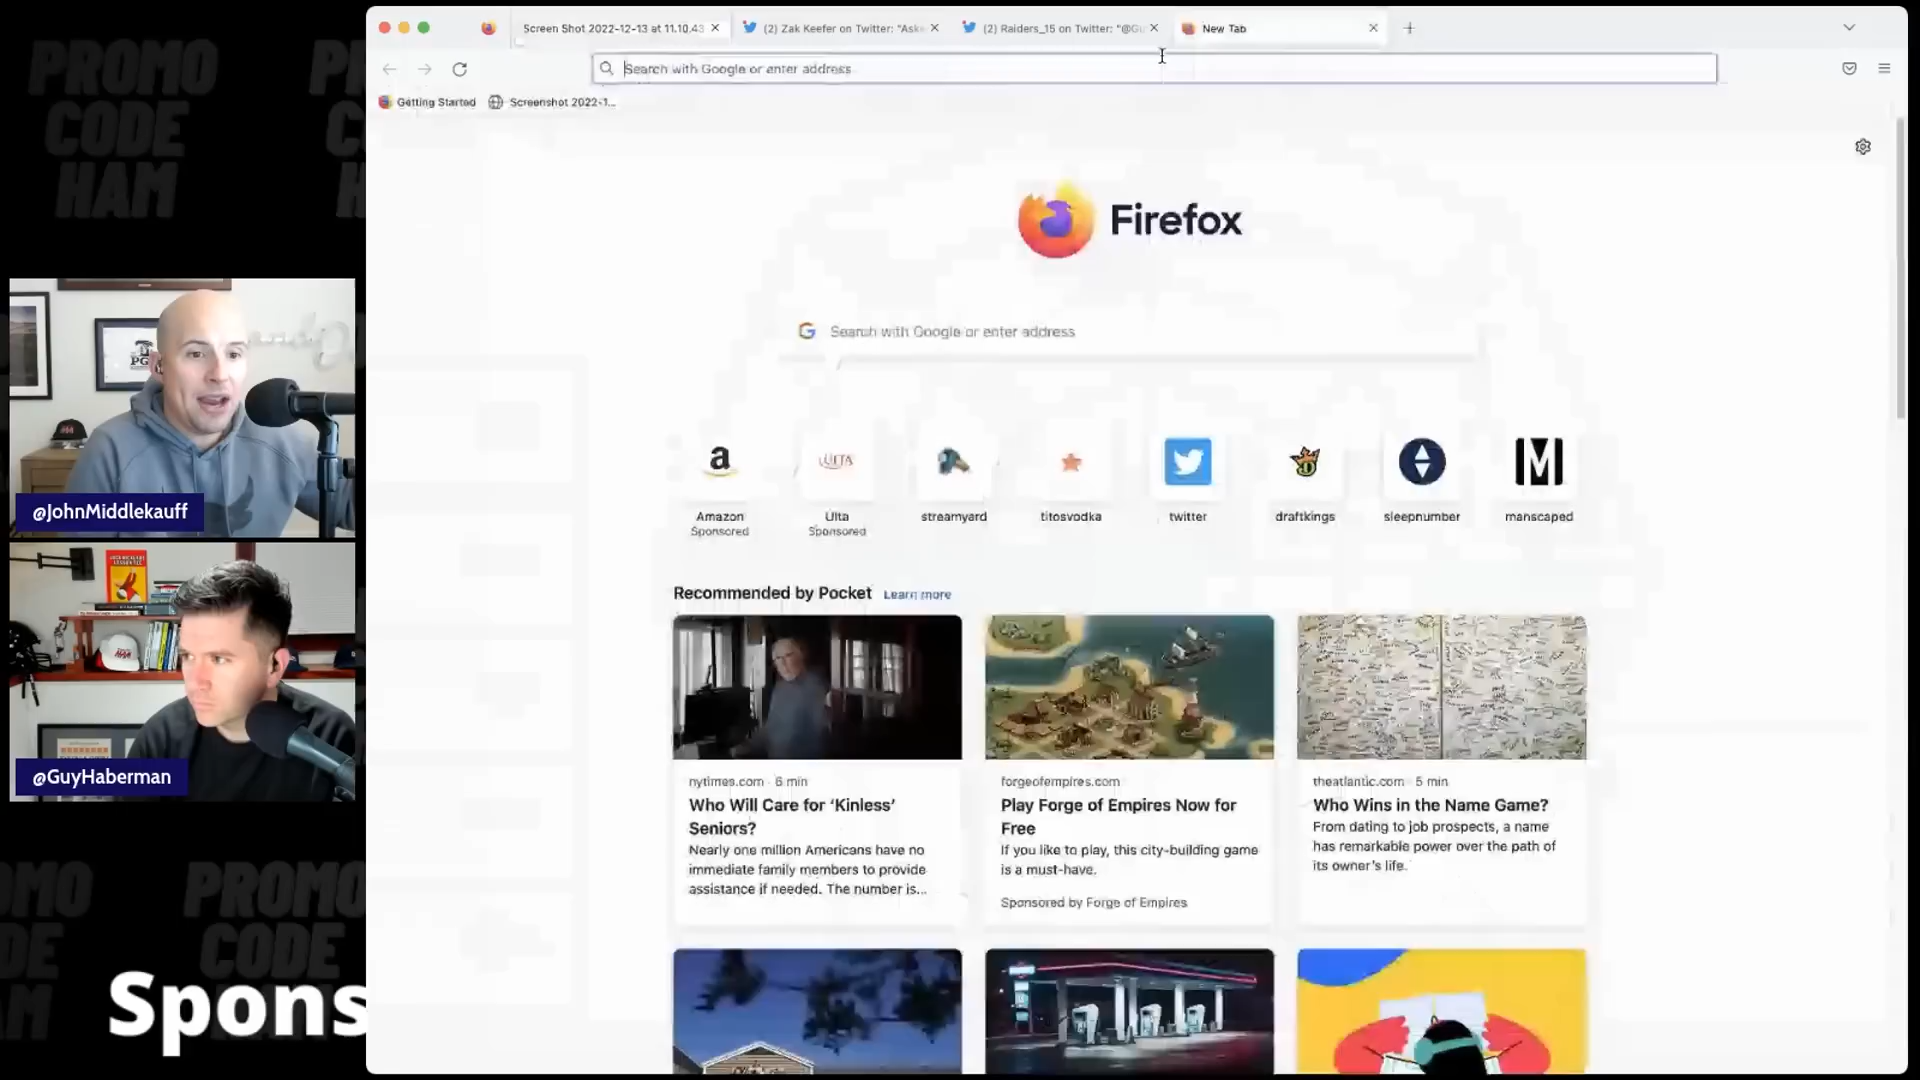 PROMO
CODE
HAM
Screen Shot 2022-12-13 at 11.10.43
(2) Zak Keefer on Twitter: "Aske
(2) Raiders_15 on Twitter: "@Gu
New Tab
Search with Google or enter address
Getting Started
Screenshot 2022-1...
Firefox
Search with Google or enter address
a
ULTA
M
Amazon
Sponsored
Ulta
Sponsored
streamyard
titosvodka
twitter
draftkings
sleepnumber
manscaped
@JohnMiddlekauff
@GuyHaberman
Recommended by Pocket
Learn more
nytimes.com · 6 min
Who Will Care for ‘Kinless’
Seniors?
Nearly one million Americans have no
immediate family members to provide
assistance if needed. The number is...
forgeofempires.com
Play Forge of Empires Now for
Free
If you like to play, this city-building game
is a must-have.
Sponsored by Forge of Empires
theatlantic.com · 5 min
Who Wins in the Name Game?
From dating to job prospects, a name
has remarkable power over the path of
its owner’s life.
PROMO
CODE
HAM
Spons